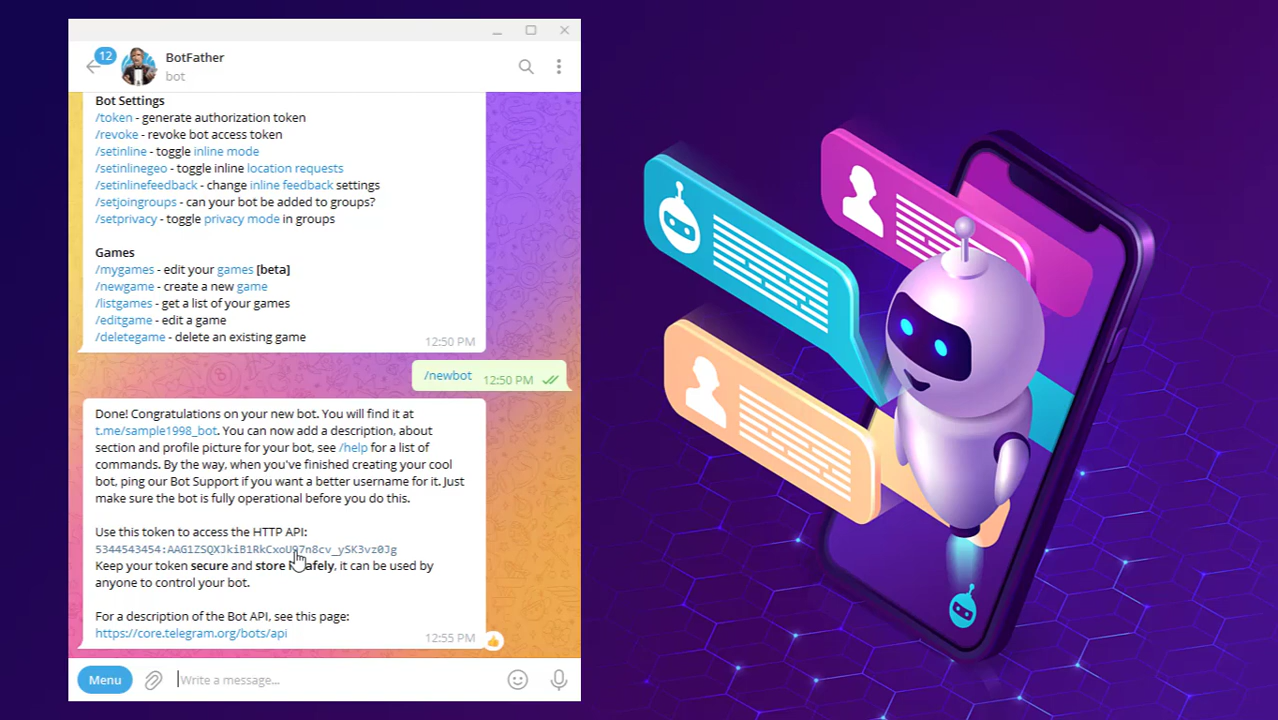 12
BotFather
bot
Bot Settings
/token - generate authorization token
/revoke - revoke bot access token
/setinline - toggle inline mode
/setinlinegeo - toggle inline location requests
/setinlinefeedback - change inline feedback settings
/setjoingroups - can your bot be added to groups?
/setprivacy - toggle privacy mode in groups
Games
/mygames - edit your games [beta]
/newgame - create a new game
/listgames - get a list of your games
/editgame - edit a game
/deletegame - delete an existing game
12:50 PM
/newbot
12:50 PM
Done! Congratulations on your new bot. You will find it at
t.me/sample1998_bot. You can now add a description, about
section and profile picture for your bot, see /help for a list of
commands. By the way, when you've finished creating your cool
bot, ping our Bot Support if you want a better username for it. Just
make sure the bot is fully operational before you do this.
Use this token to access the HTTP API:
Keep your token secure and store it safely, it can be used by
anyone to control your bot.
For a description of the Bot API, see this page:
https://core.telegram.org/bots/api
12:55 PM
Menu
Write a message...